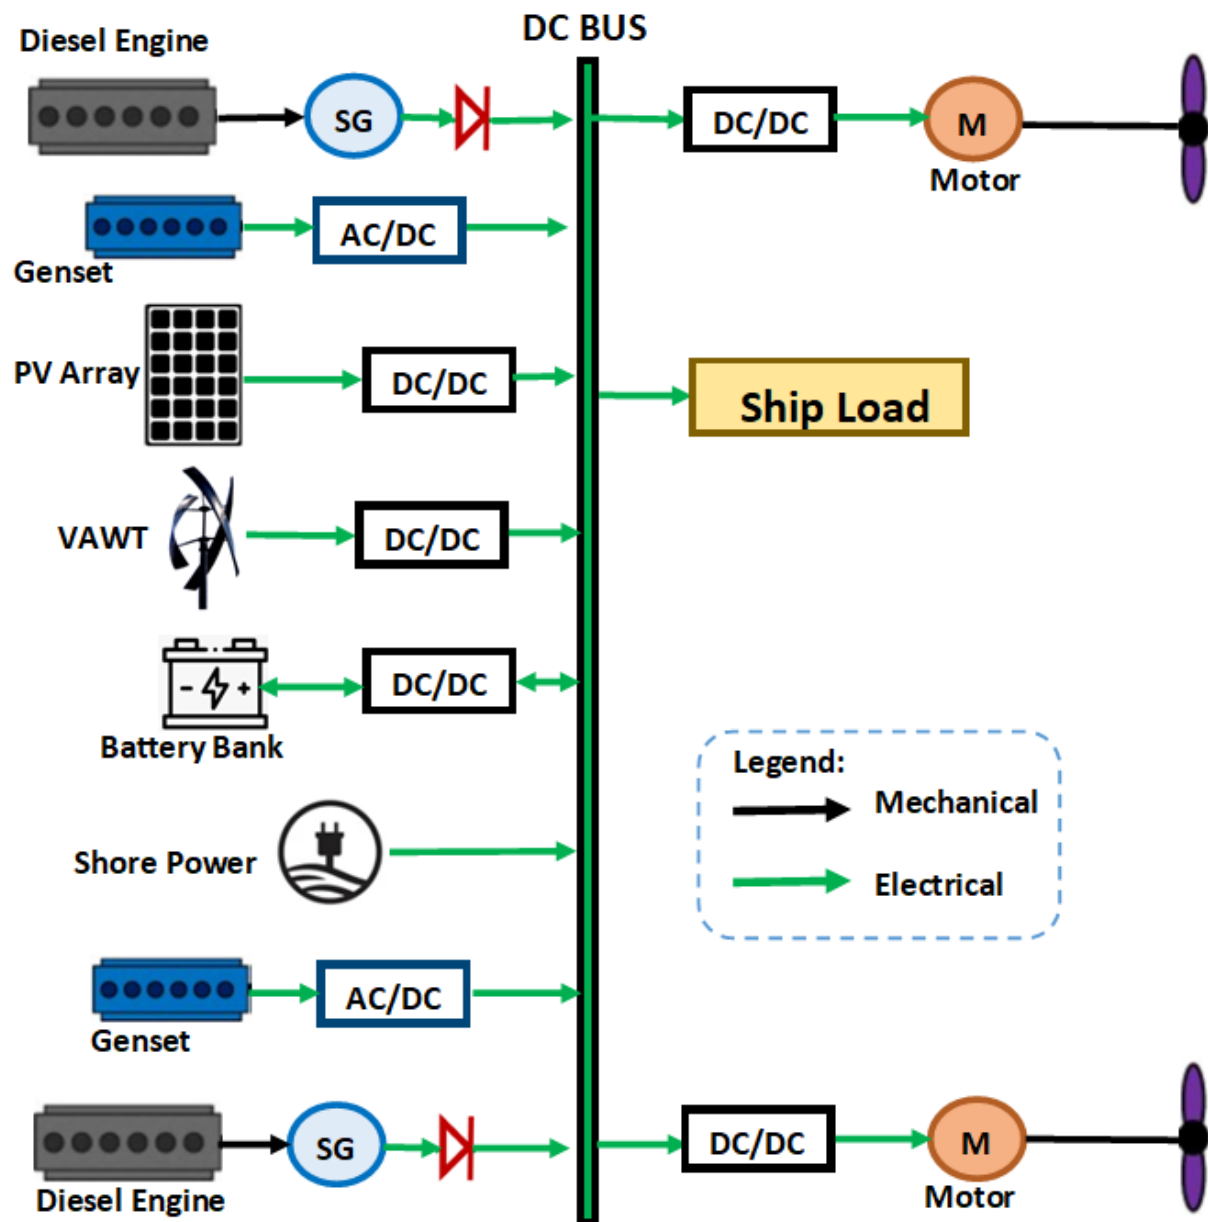 DC BUS
Diesel Engine
SG
DC/DC
M
Motor
AC/DC
Genset
PV Array
DC/DC
Ship Load
VAWT
DC/DC
- +
DC/DC
Battery Bank
Legend:
Mechanical
Electrical
Shore Power
AC/DC
Genset
SG
DC/DC
M
Diesel Engine
Motor